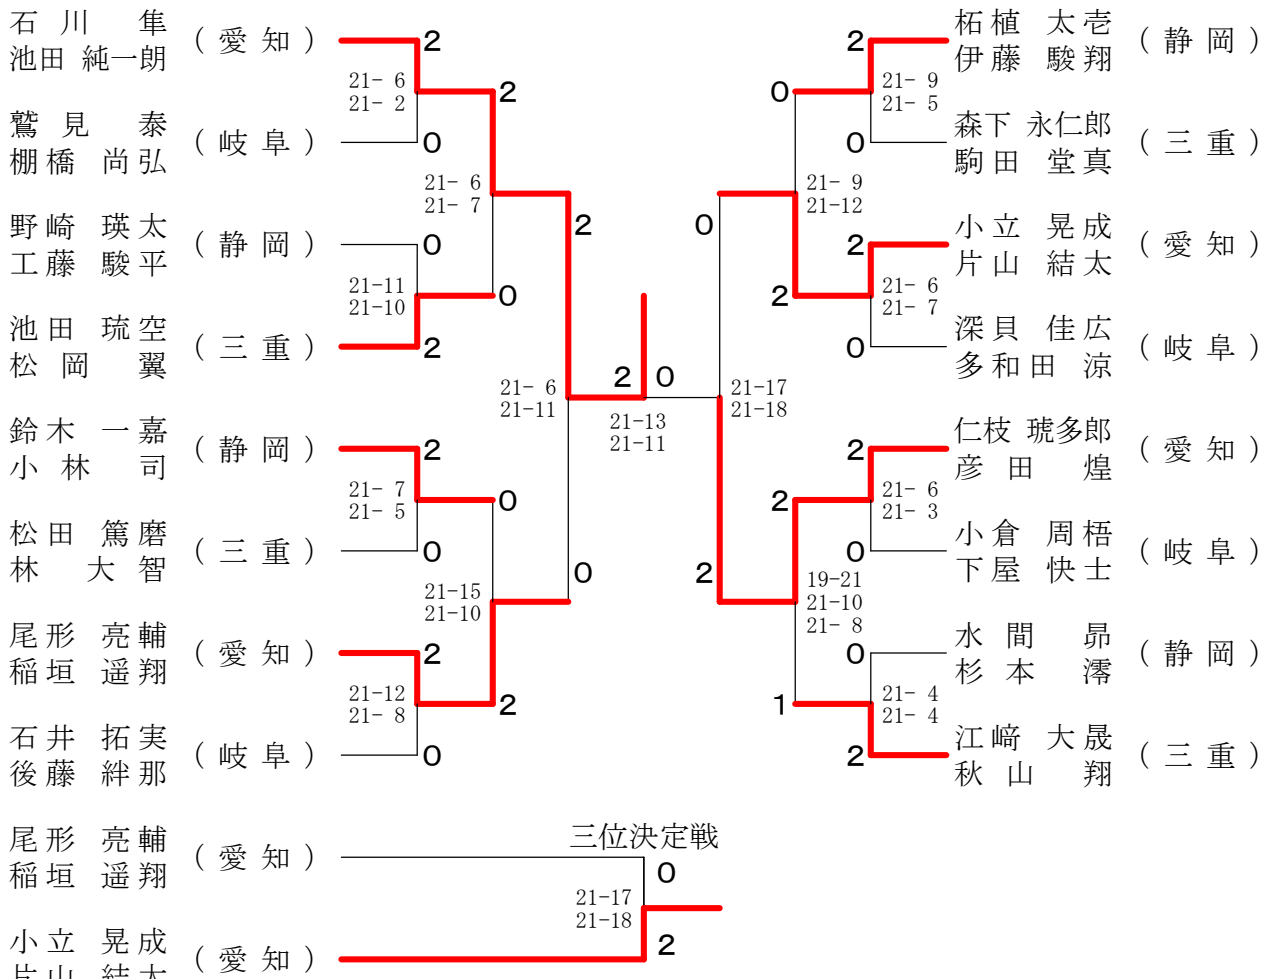 石川 隼
池田 純一朗
(愛知)
2
21- 6
21- 2
鷲見 泰
棚橋 尚弘
(岐阜)
0
2
21- 6
21- 7
野崎 瑛太
工藤 駿平
(静岡)
0
21-11
21-10
池田 琉空
松岡 翼
(三重)
2
0
2
21- 6
21-11
鈴木 一嘉
小林 司
(静岡)
2
21- 7
21- 5
松田 篤磨
林 大智
(三重)
0
0
21-15
21-10
尾形 亮輔
稲垣 遥翔
(愛知)
2
21-12
21- 8
石井 拓実
後藤 絆那
(岐阜)
0
2
0
2 0
21-13
21-11
柘植 太壱
伊藤 駿翔
(静岡)
2
21- 9
21- 5
森下 永仁郎
駒田 堂真
(三重)
0
0
21- 9
21-12
小立 晃成
片山 結太
(愛知)
2
21- 6
21- 7
深貝 佳広
多和田 涼
(岐阜)
0
2
0
21-17
21-18
仁枝 琥多郎
彦田 煌
(愛知)
2
21- 6
21- 3
小倉 周梧
下屋 快士
(岐阜)
0
2
19-21
21-10
21- 8
水間 昴
杉本 澪
(静岡)
0
21- 4
21- 4
江﨑 大晟
秋山 翔
(三重)
2
1
2
三位決定戦
尾形 亮輔
稲垣 遥翔
(愛知)
0
21-17
21-18
小立 晃成
片山 結太
(愛知)
2